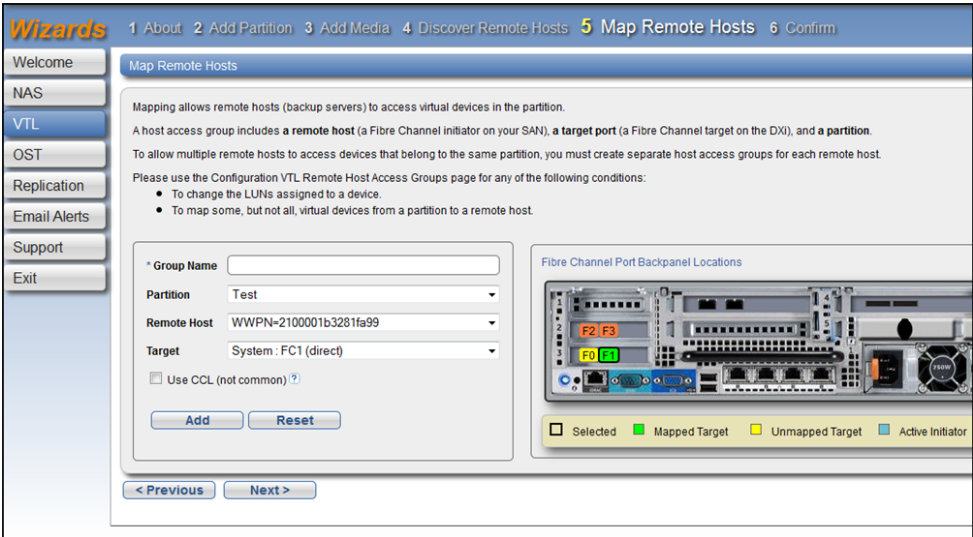 Wizards
1 About 2 Add Partition 3 Add Media 4 Discover Remote Hosts 5 Map Remote Hosts 6 Confirm
Welcome
NAS
VTL
OST
Replication
Email Alerts
Support
Exit
Map Remote Hosts
Mapping allows remote hosts (backup servers) to access virtual devices in the partition.
A host access group includes a remote host (a Fibre Channel initiator on your SAN), a target port (a Fibre Channel target on the DXi), and a partition.
To allow multiple remote hosts to access devices that belong to the same partition, you must create separate host access groups for each remote host.
Please use the Configuration VTL Remote Host Access Groups page for any of the following conditions:
• To change the LUNs assigned to a device.
• To map some, but not all, virtual devices from a partition to a remote host.
* Group Name
Partition Test
Remote Host WWPN=2100001b3281fa99
Target System : FC1 (direct)
Use CCL (not common) ?
Add Reset
Fibre Channel Port Backpanel Locations
1
2
3
4
5
F2 F3
F0 F1
750W
Selected Mapped Target Unmapped Target Active Initiator
< Previous Next >